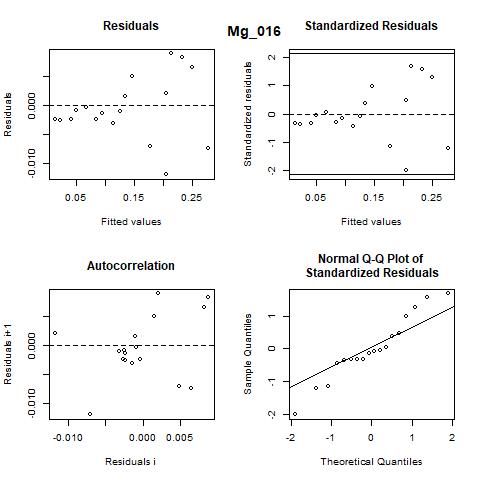 Mg_016
Residuals
Residuals
0.000
-0.010
0.05
0.15
0.25
Fitted values
Standardized Residuals
Standardized residuals
2
1
0
-1
-2
0.05
0.15
0.25
Fitted values
Autocorrelation
Residuals i+1
0.000
-0.010
-0.010
0.000
0.005
Residuals i
Normal Q-Q Plot of
Standardized Residuals
Sample Quantiles
1
0
-1
-2
-2
-1
0
1
2
Theoretical Quantiles